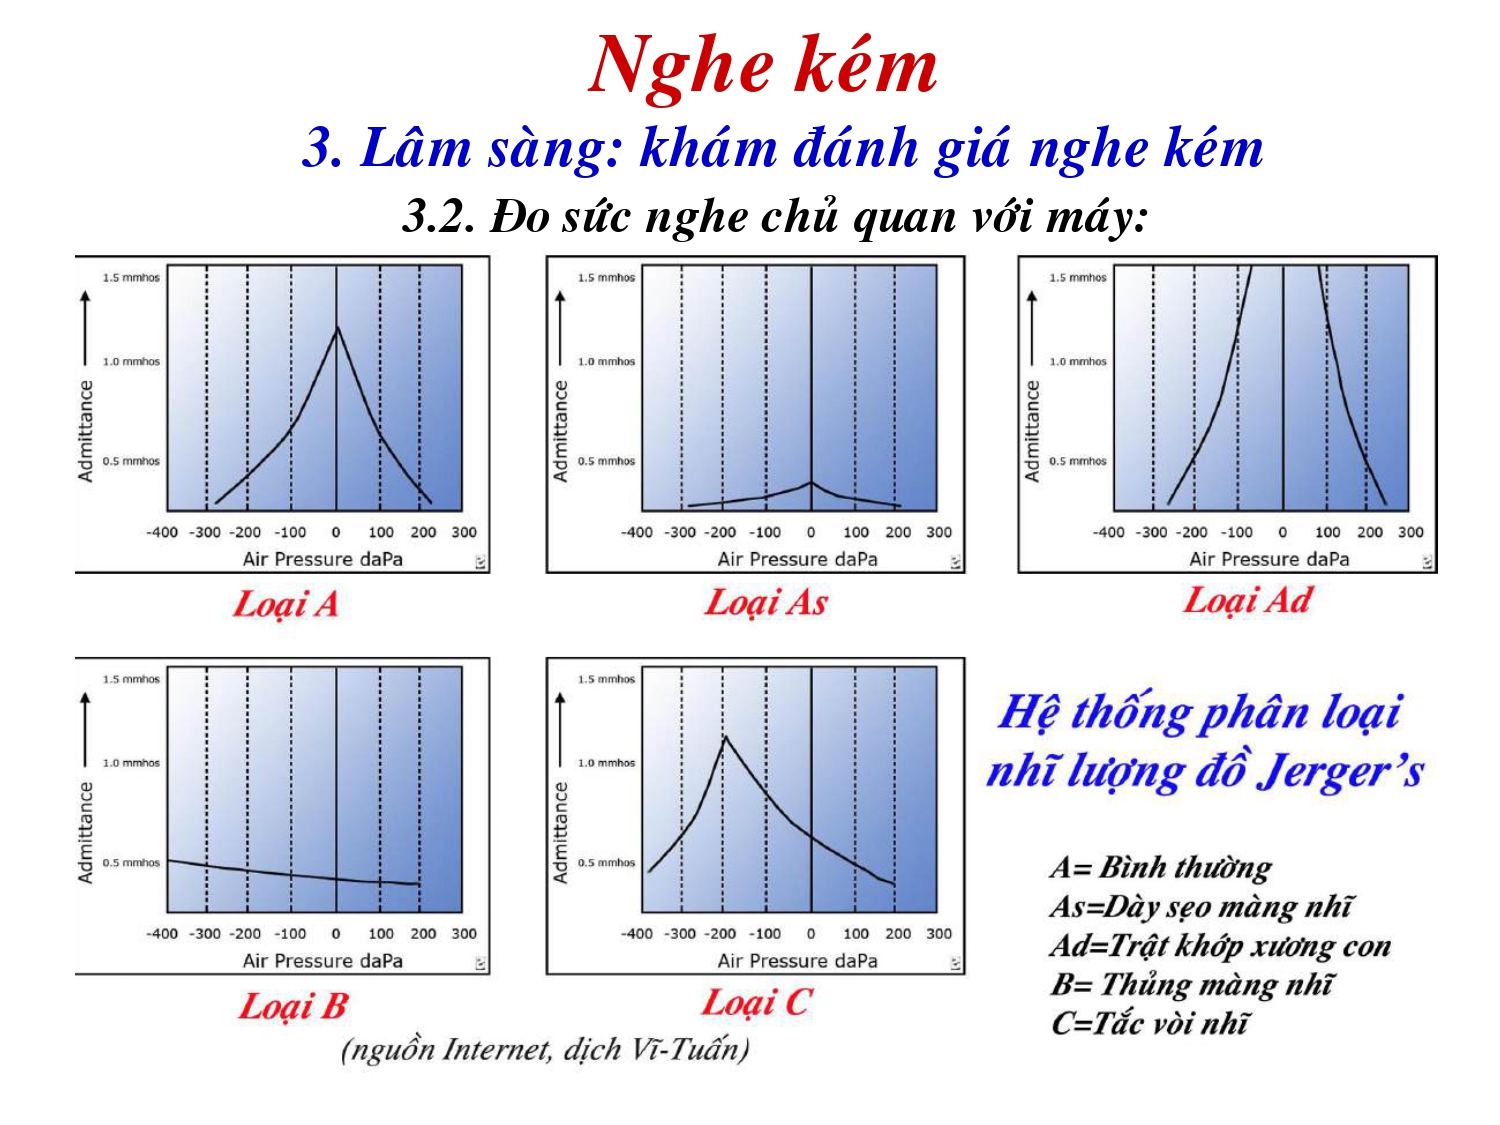 Nghe kém
3. Lâm sàng: khám đánh giá nghe kém
3.2. Đo sức nghe chủ quan với máy:
1.5 mmhos
1.0 mmhos
0.5 mmhos
Admittance
-400 -300 -200 -100 0 100 200 300
Air Pressure daPa
Loại A
1.5 mmhos
1.0 mmhos
0.5 mmhos
Admittance
-400 -300 -200 -100 0 100 200 300
Air Pressure daPa
Loại As
1.5 mmhos
1.0 mmhos
0.5 mmhos
Admittance
-400 -300 -200 -100 0 100 200 300
Air Pressure daPa
Loại Ad
1.5 mmhos
1.0 mmhos
0.5 mmhos
Admittance
-400 -300 -200 -100 0 100 200 300
Air Pressure daPa
Loại B
1.5 mmhos
1.0 mmhos
0.5 mmhos
Admittance
-400 -300 -200 -100 0 100 200 300
Air Pressure daPa
Loại C
Hệ thống phân loại
nhĩ lượng đồ Jerger’s
A= Bình thường
As=Dày sẹo màng nhĩ
Ad=Trật khớp xương con
B= Thủng màng nhĩ
C=Tắc vòi nhĩ
(nguồn Internet, dịch Vĩ-Tuấn)